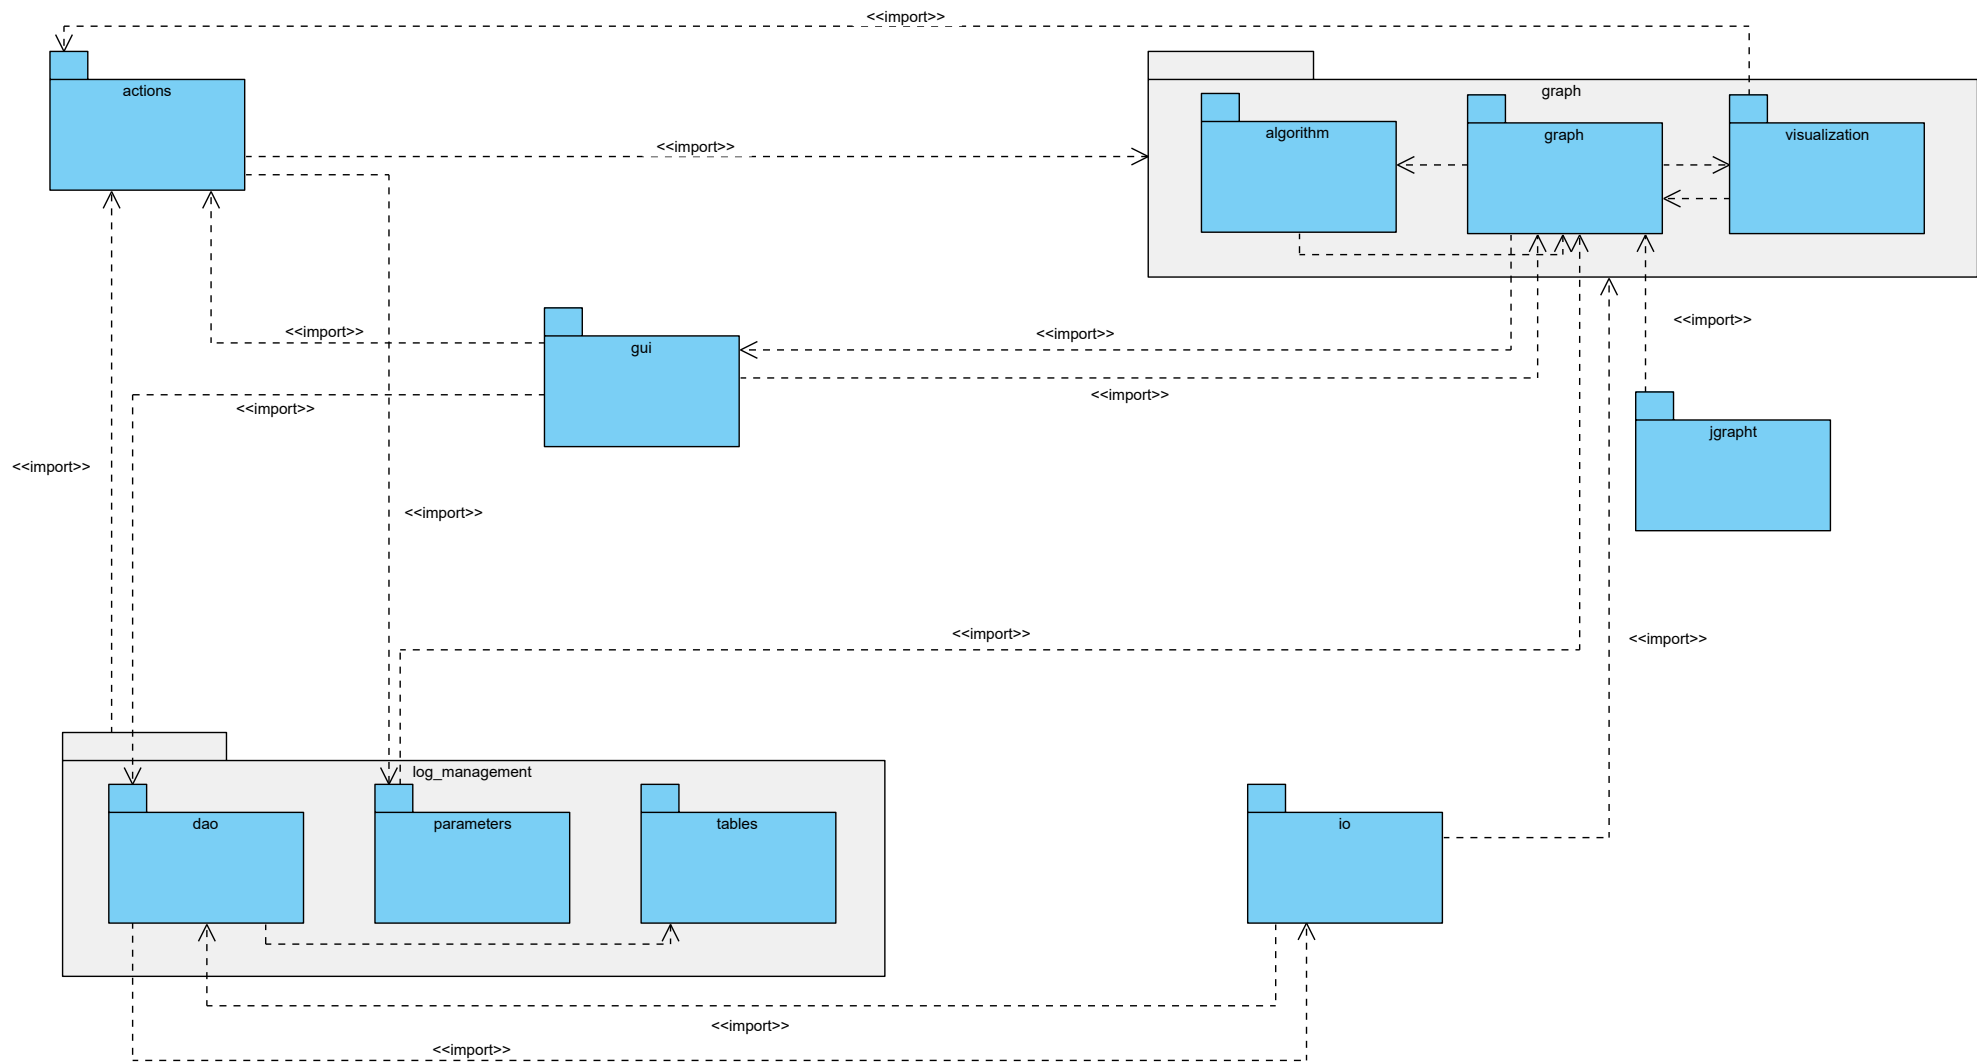 <<import>>
actions
graph
algorithm
graph
visualization
<<import>>
<<import>>
<<import>>
<<import>>
gui
<<import>>
<<import>>
jgrapht
<<import>>
<<import>>
<<import>>
<<import>>
log_management
dao
parameters
tables
io
<<import>>
<<import>>